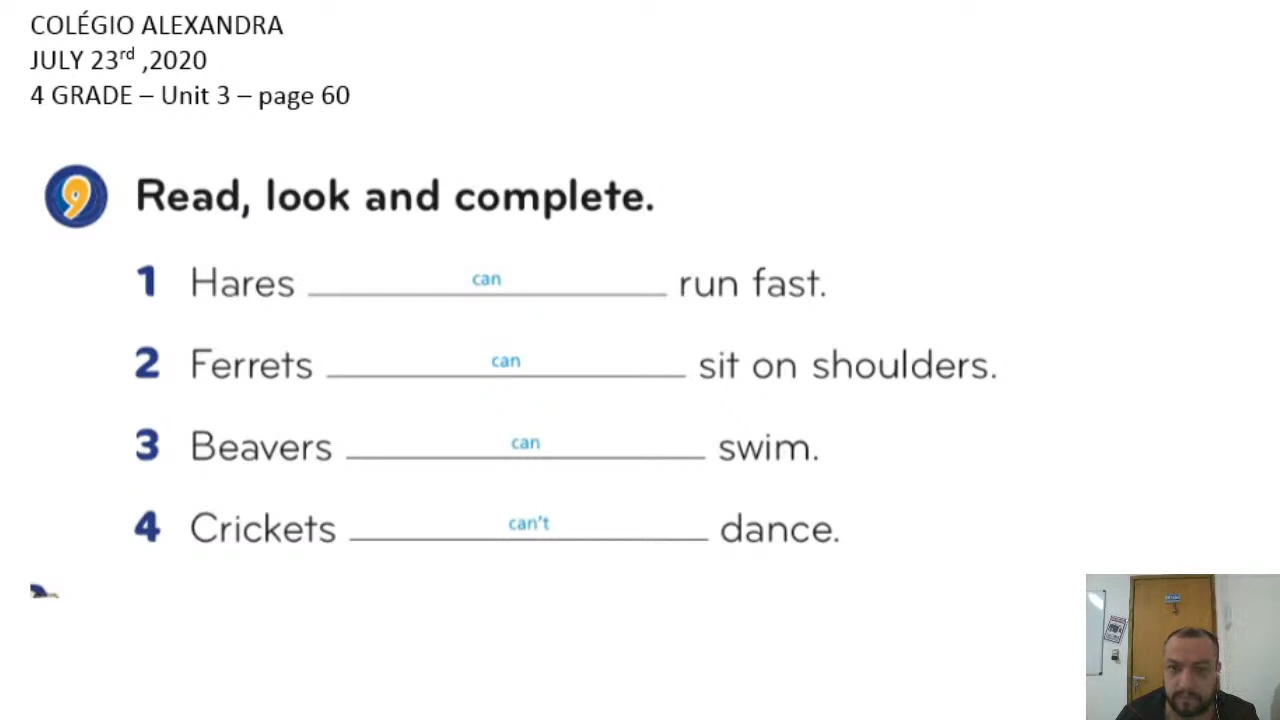 COLÉGIO ALEXANDRA
JULY 23rd ,2020
4 GRADE – Unit 3 – page 60
9 Read, look and complete.
1 Hares can run fast.
2 Ferrets can sit on shoulders.
3 Beavers can swim.
4 Crickets can't dance.